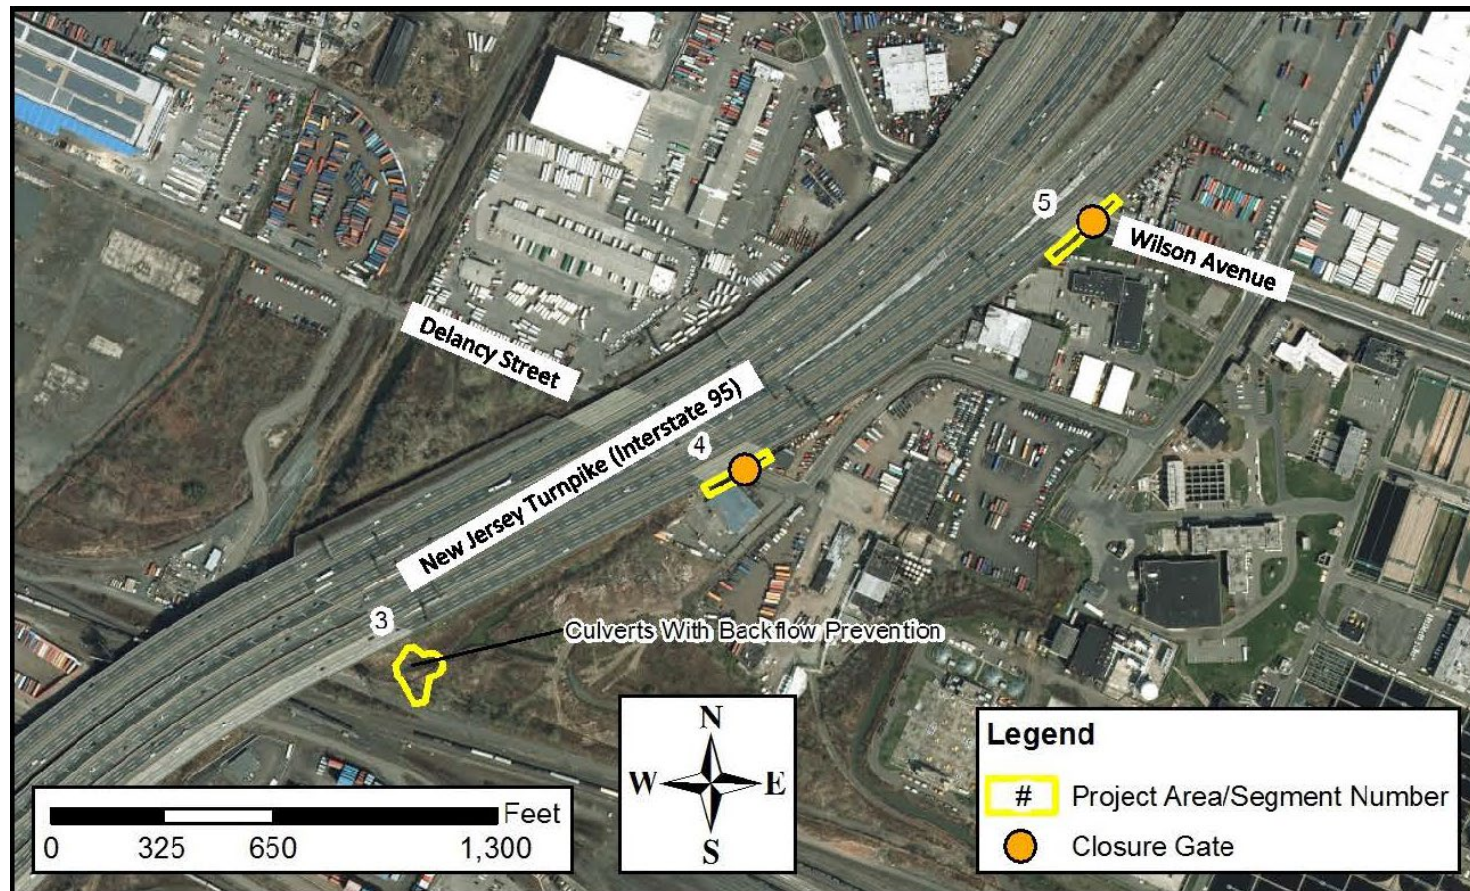 5
Wilson Avenue
Delancy Street
New Jersey Turnpike (Interstate 95)
4
3
Culverts With Backflow Prevention
N
W E
S
Feet
0 325 650 1,300
Legend
# Project Area/Segment Number
Closure Gate